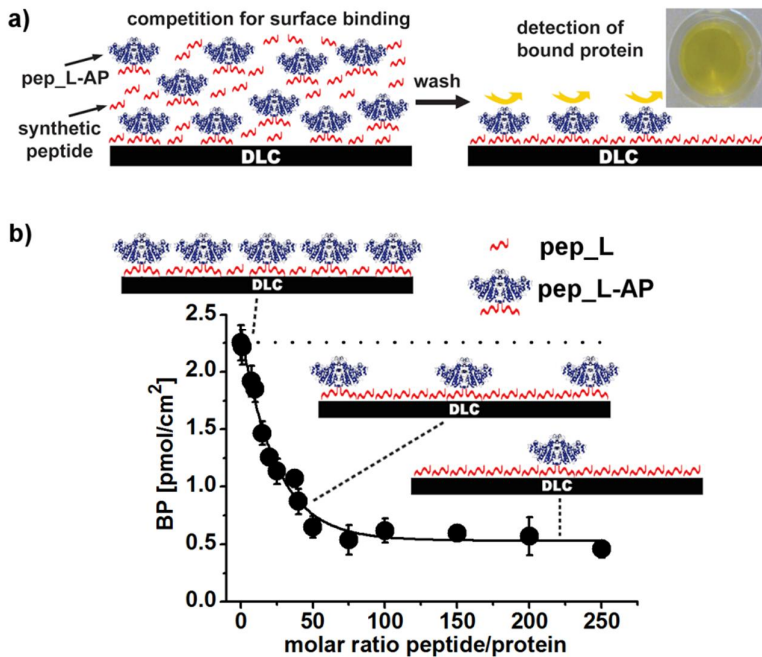 a)
competition for surface binding
pep_L-AP
synthetic
peptide
DLC
wash
detection of
bound protein
DLC
b)
DLC
pep_L
pep_L-AP
DLC
DLC
BP [pmol/cm²]
2.5
2.0
1.5
1.0
0.5
0.0
0 50 100 150 200 250
molar ratio peptide/protein